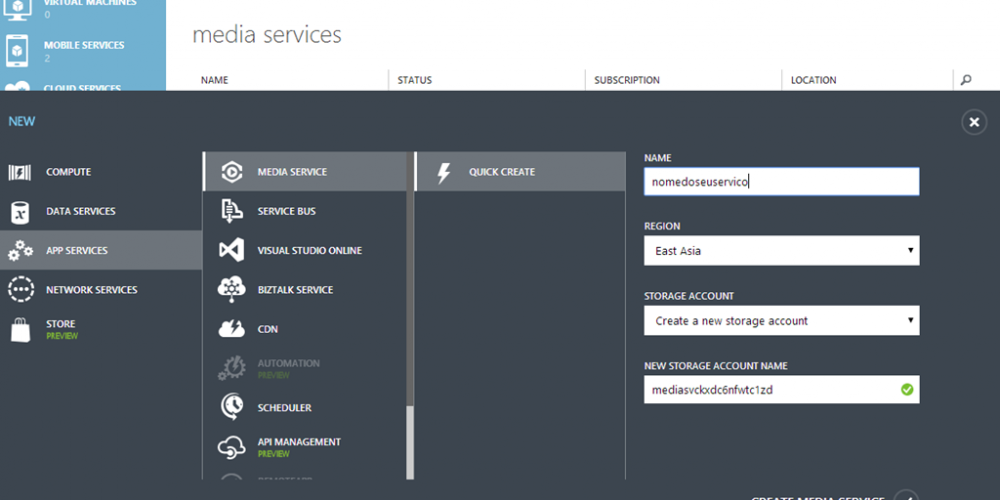 VIRTUAL MACHINES
0
MOBILE SERVICES
2
CLOUD SERVICES
media services
NAME
STATUS
SUBSCRIPTION
LOCATION
NEW
COMPUTE
DATA SERVICES
APP SERVICES
NETWORK SERVICES
STORE
PREVIEW
MEDIA SERVICE
SERVICE BUS
VISUAL STUDIO ONLINE
BIZTALK SERVICE
CDN
AUTOMATION
PREVIEW
SCHEDULER
API MANAGEMENT
PREVIEW
REMOTEAPP
QUICK CREATE
NAME
nomedoseuservico
REGION
East Asia
STORAGE ACCOUNT
Create a new storage account
NEW STORAGE ACCOUNT NAME
mediasvckxdc6nfwtc1zd
CREATE MEDIA SERVICE